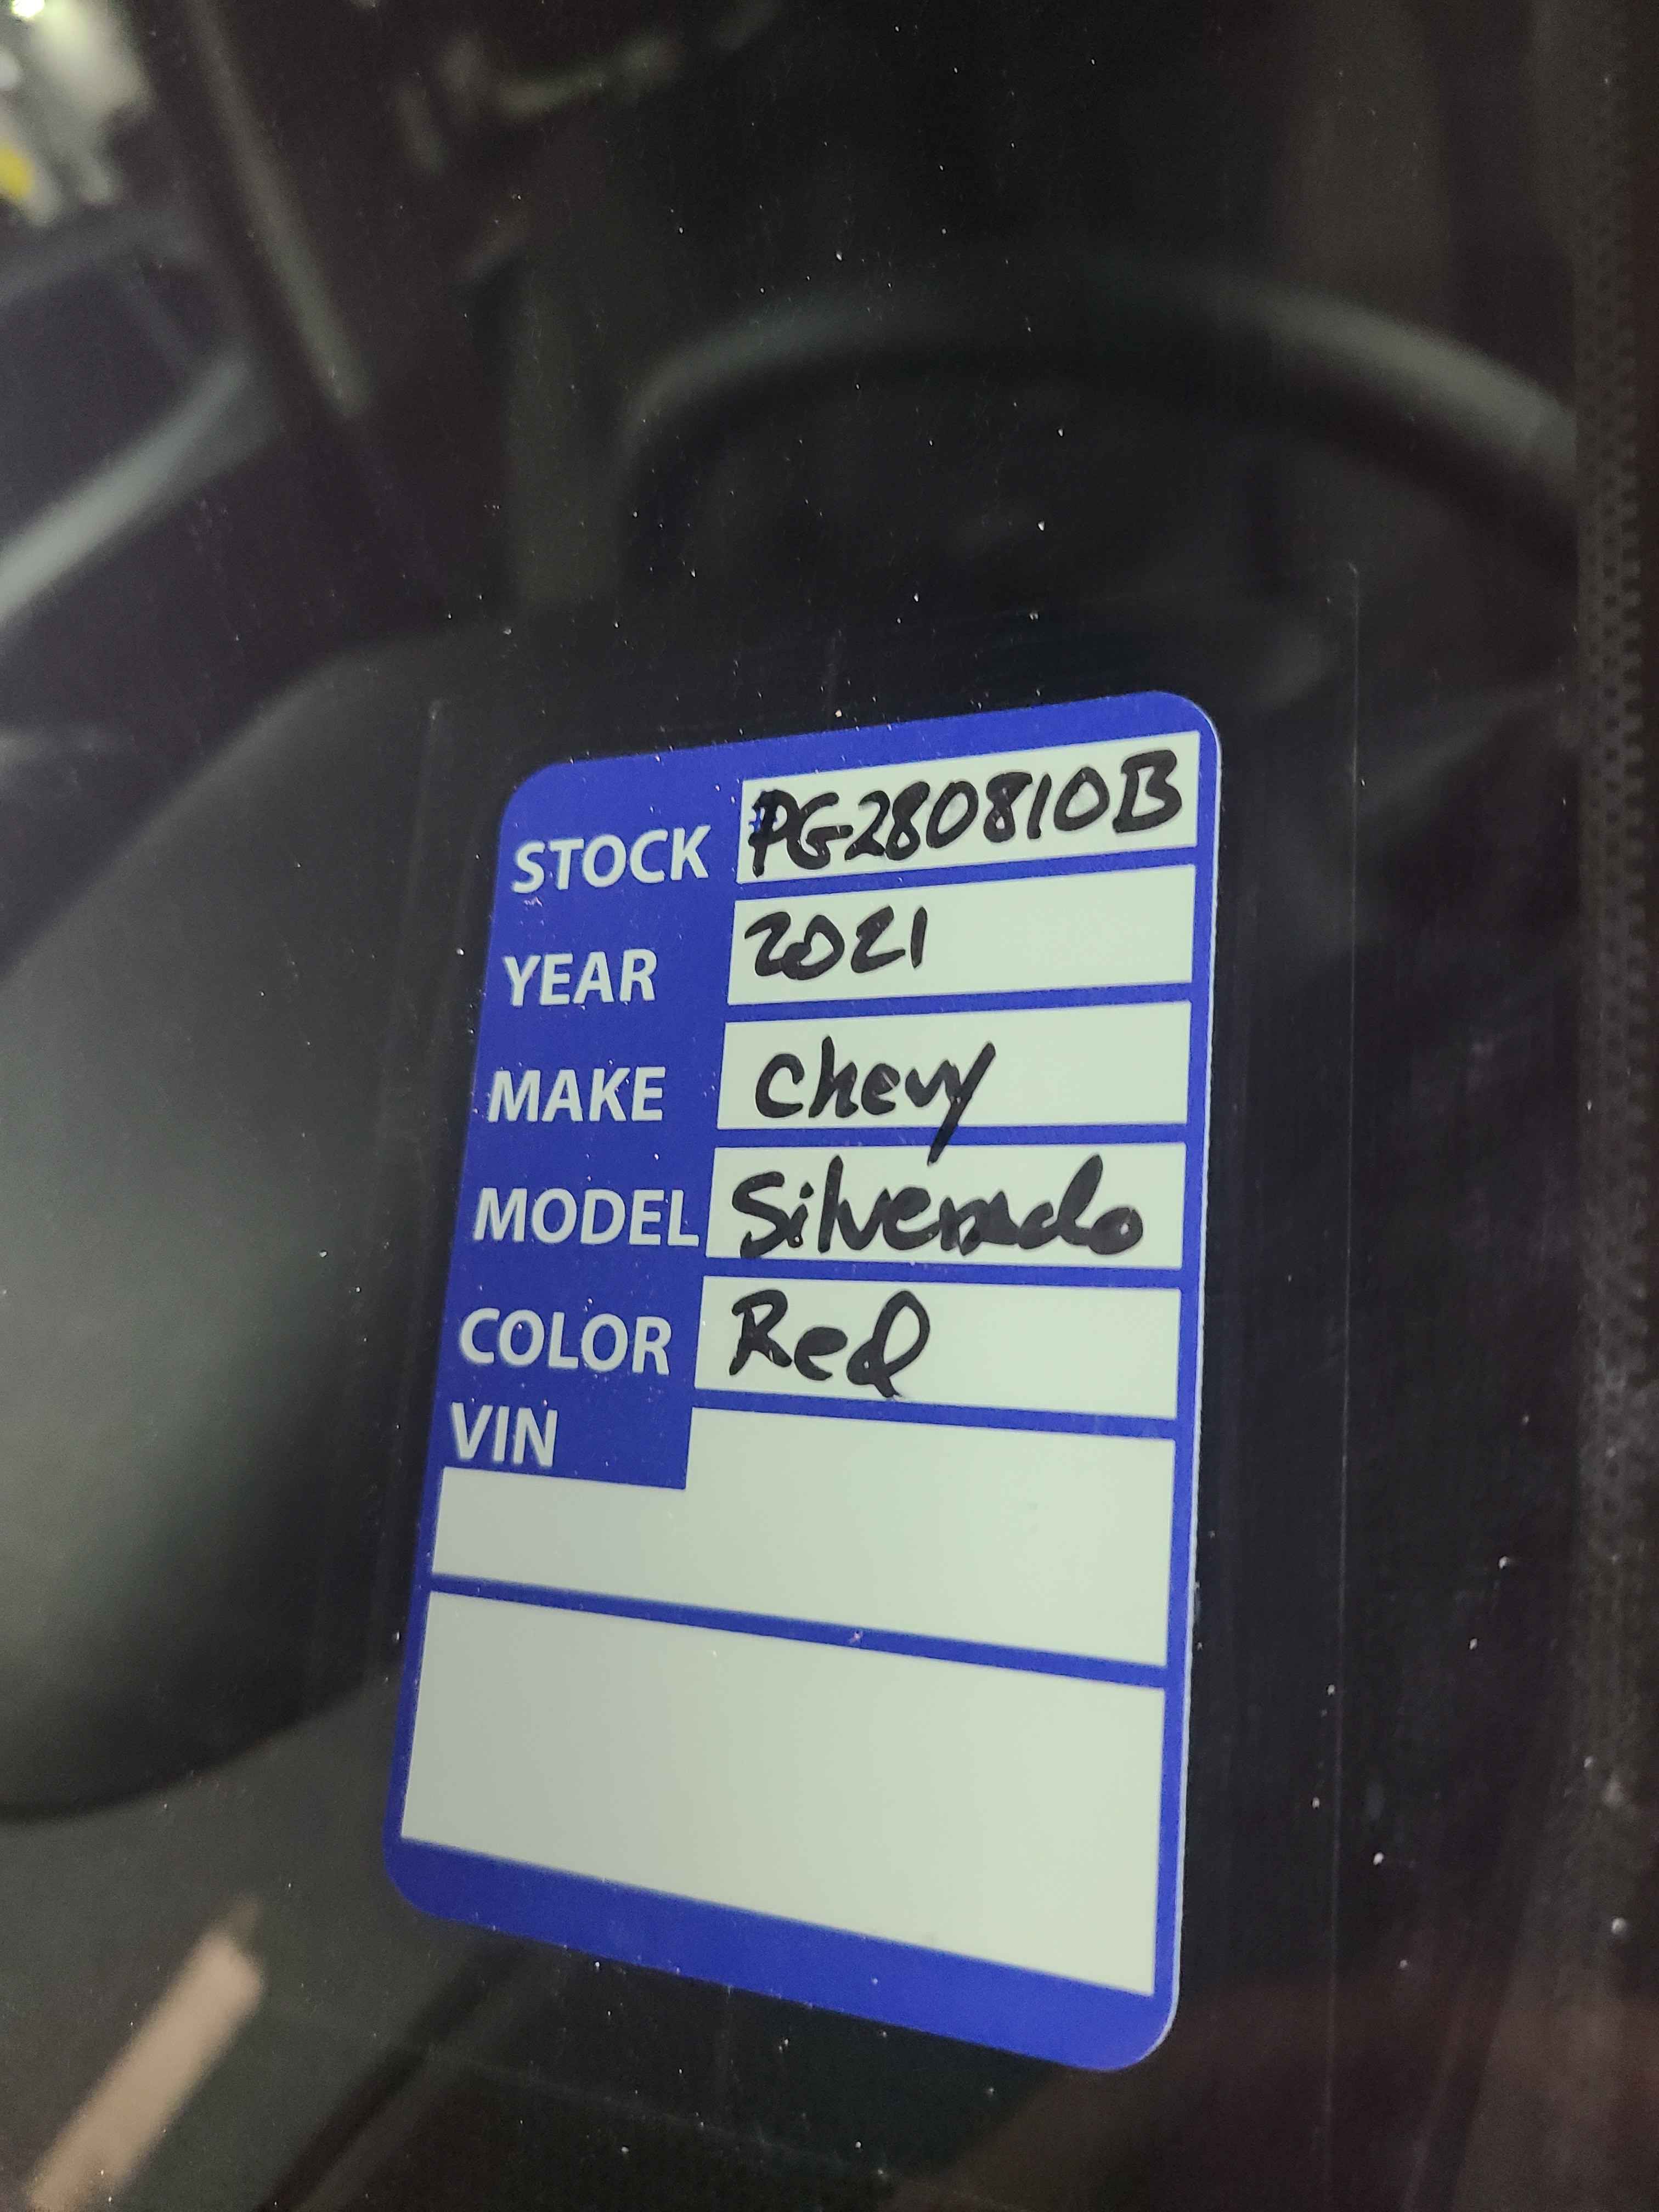 STOCK PG280810B
YEAR 2021
MAKE Chevy
MODEL Silverado
COLOR Red
VIN